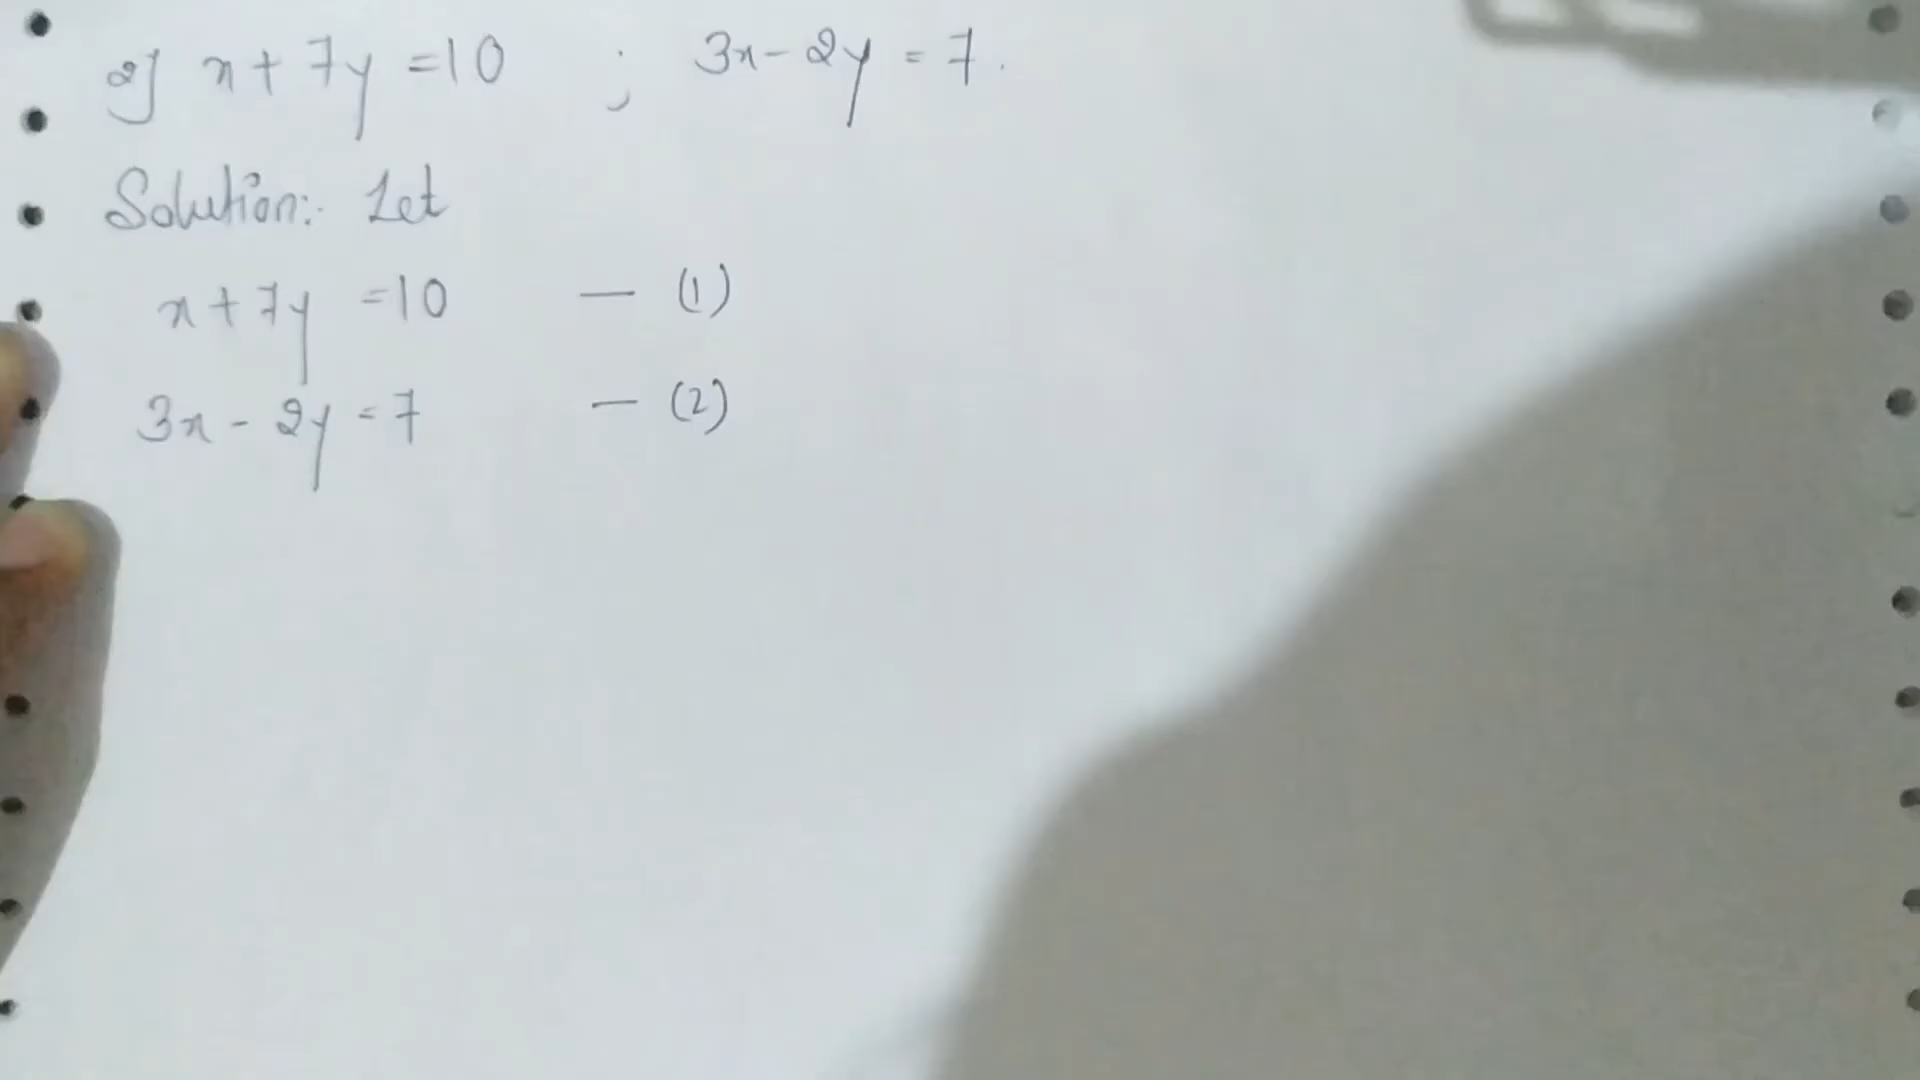 2] x + 7y = 10 ; 3x - 2y = 7.
Solution:- Let
x + 7y = 10 — (1)
3x - 2y = 7 — (2)